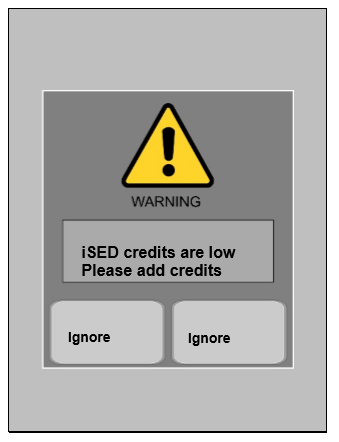 WARNING
iSED credits are low
Please add credits
Ignore
Ignore